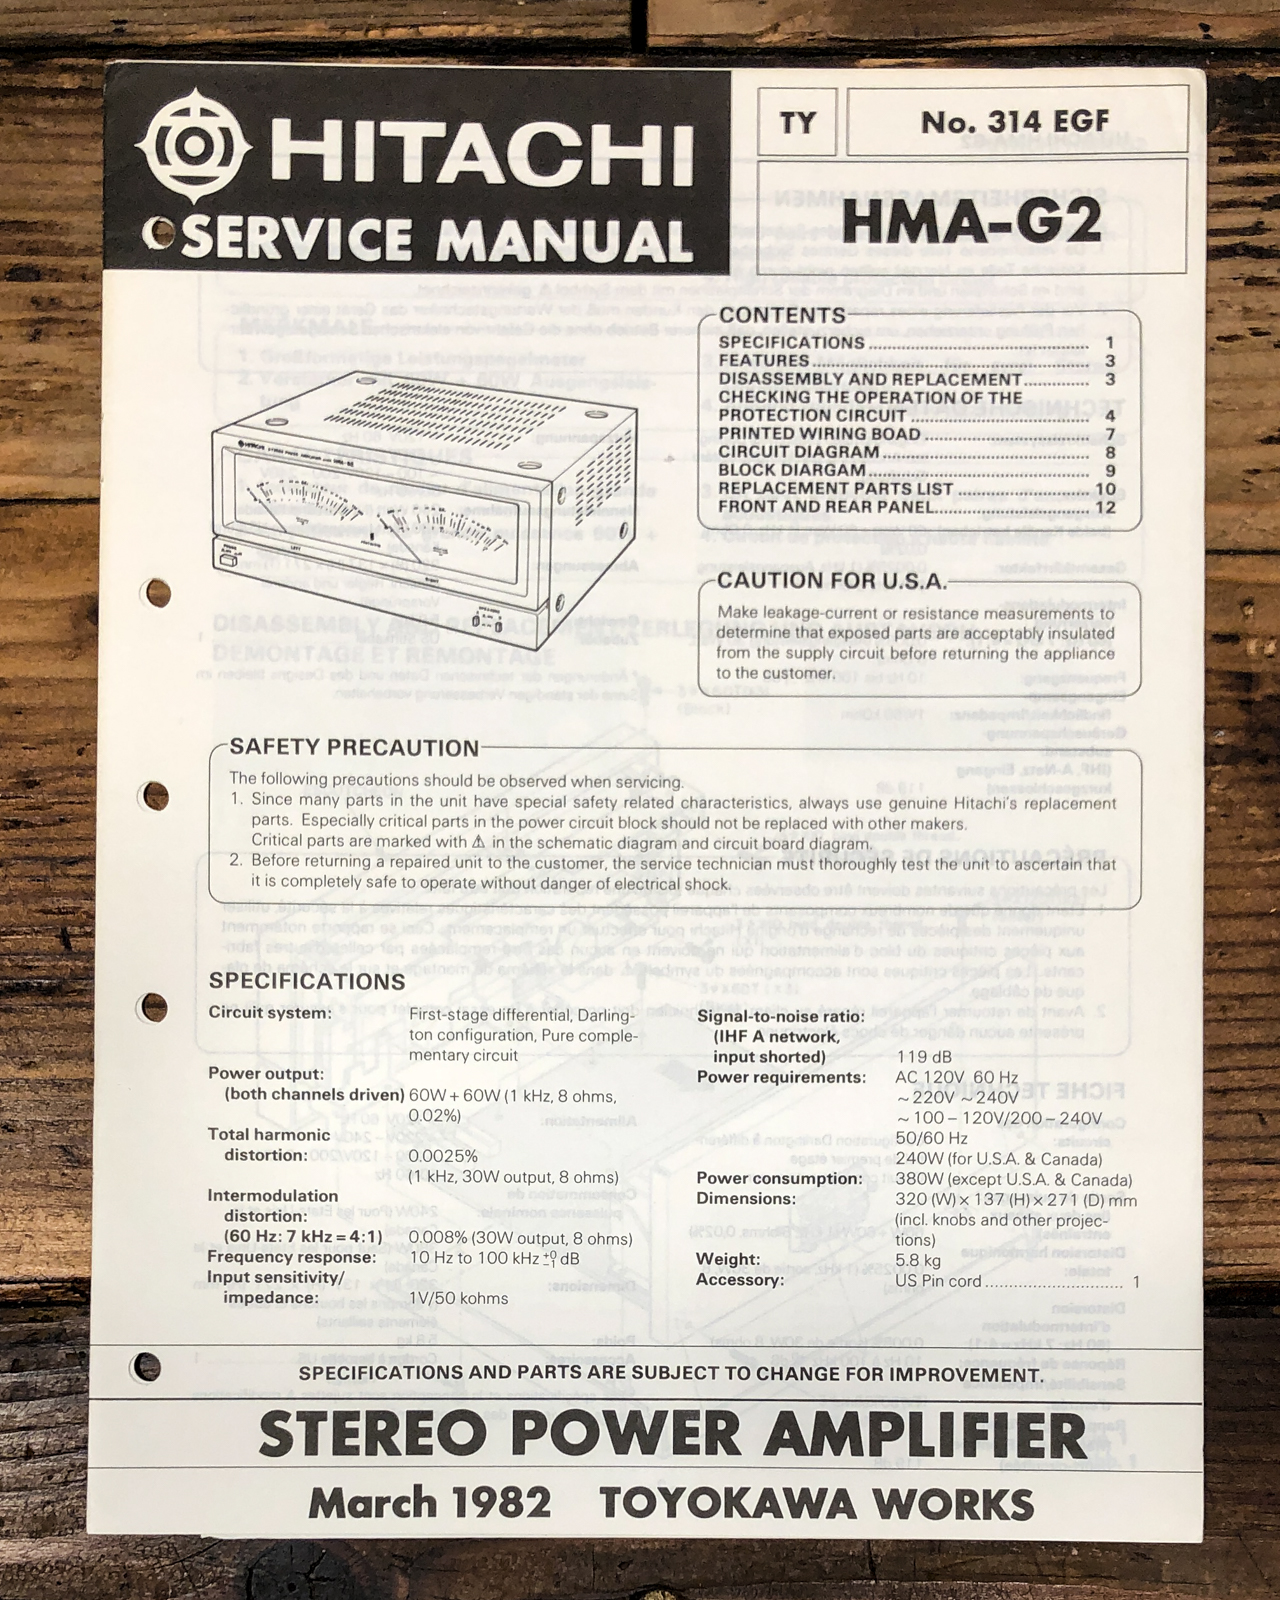 HITACHI
SERVICE MANUAL
TY
No. 314 EGF
HMA-G2
CONTENTS
SPECIFICATIONS ........ 1
FEATURES ........ 3
DISASSEMBLY AND REPLACEMENT ........ 3
CHECKING THE OPERATION OF THE
PROTECTION CIRCUIT ........ 4
PRINTED WIRING BOAD ........ 7
CIRCUIT DIAGRAM ........ 8
BLOCK DIARGAM ........ 9
REPLACEMENT PARTS LIST ........ 10
FRONT AND REAR PANEL ........ 12
HITACHI
CAUTION FOR U.S.A.
Make leakage-current or resistance measurements to
determine that exposed parts are acceptably insulated
from the supply circuit before returning the appliance
to the customer.
SAFETY PRECAUTION
The following precautions should be observed when servicing.
1. Since many parts in the unit have special safety related characteristics, always use genuine Hitachi's replacement
parts. Especially critical parts in the power circuit block should not be replaced with other makers.
Critical parts are marked with ⚠ in the schematic diagram and circuit board diagram.
2. Before returning a repaired unit to the customer, the service technician must thoroughly test the unit to ascertain that
it is completely safe to operate without danger of electrical shock.
SPECIFICATIONS
Circuit system: First-stage differential, Darling-
ton configuration, Pure comple-
mentary circuit
Power output:
(both channels driven) 60W + 60W (1 kHz, 8 ohms,
0.02%)
Total harmonic
distortion: 0.0025%
(1 kHz, 30W output, 8 ohms)
Intermodulation
distortion:
(60 Hz: 7 kHz = 4:1) 0.008% (30W output, 8 ohms)
Frequency response: 10 Hz to 100 kHz +0 -1 dB
Input sensitivity/
impedance: 1V/50 kohms
Signal-to-noise ratio:
(IHF A network,
input shorted) 119 dB
Power requirements: AC 120V 60 Hz
~ 220V ~ 240V
~ 100 – 120V/200 – 240V
50/60 Hz
240W (for U.S.A. & Canada)
Power consumption: 380W (except U.S.A. & Canada)
Dimensions: 320 (W) x 137 (H) x 271 (D) mm
(incl. knobs and other projec-
tions)
Weight: 5.8 kg
Accessory: US Pin cord ........ 1
SPECIFICATIONS AND PARTS ARE SUBJECT TO CHANGE FOR IMPROVEMENT.
STEREO POWER AMPLIFIER
March 1982 TOYOKAWA WORKS